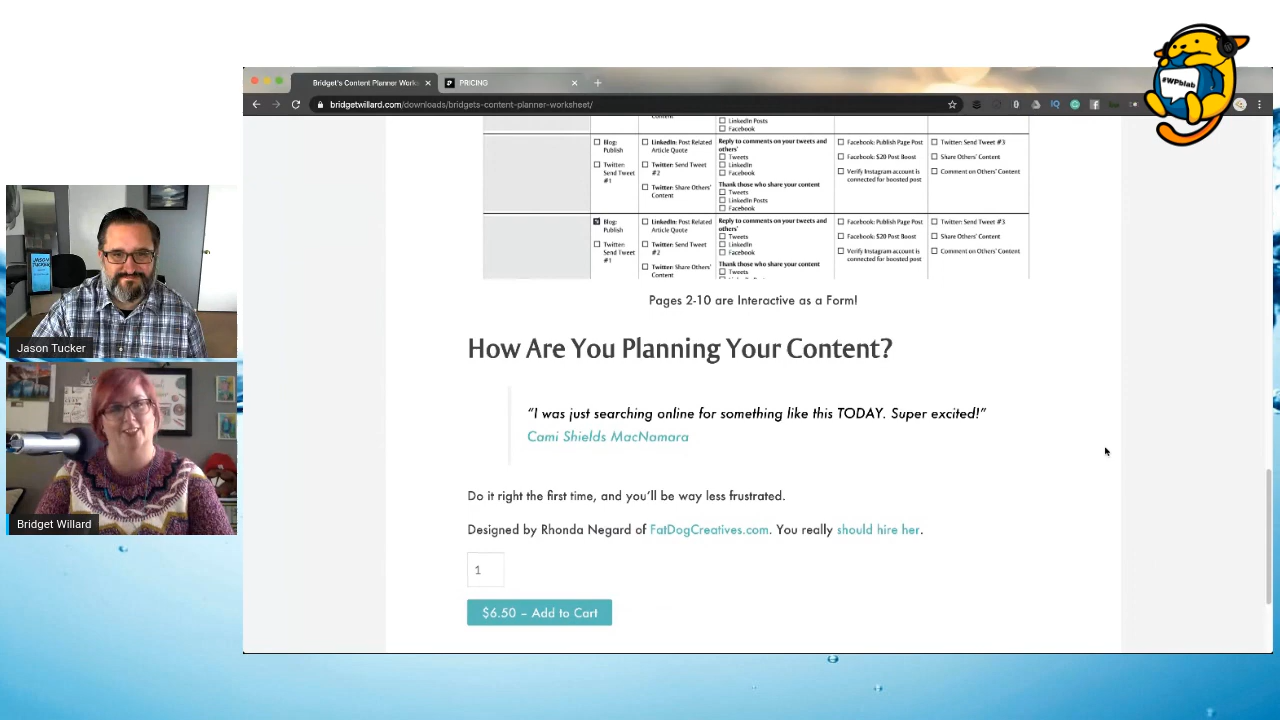 #WPblab
Bridget's Content Planner Works
PRICING
bridgetwillard.com/downloads/bridgets-content-planner-worksheet/
Content
LinkedIn Posts
Facebook
Blog: Publish
Twitter: Send Tweet #1
LinkedIn: Post Related Article Quote
Twitter: Send Tweet #2
Twitter: Share Others' Content
Reply to comments on your tweets and others'
Tweets
LinkedIn
Facebook
Thank those who share your content
Tweets
LinkedIn Posts
Facebook
Facebook: Publish Page Post
Facebook: $20 Post Boost
Verify Instagram account is connected for boosted post
Twitter: Send Tweet #3
Share Others' Content
Comment on Others' Content
Blog: Publish
Twitter: Send Tweet #1
LinkedIn: Post Related Article Quote
Twitter: Send Tweet #2
Twitter: Share Others' Content
Reply to comments on your tweets and others'
Tweets
LinkedIn
Facebook
Thank those who share your content
Tweets
Facebook: Publish Page Post
Facebook: $20 Post Boost
Verify Instagram account is connected for boosted post
Twitter: Send Tweet #3
Share Others' Content
Comment on Others' Content
Pages 2-10 are Interactive as a Form!
How Are You Planning Your Content?
“I was just searching online for something like this TODAY. Super excited!”
Cami Shields MacNamara
Do it right the first time, and you’ll be way less frustrated.
Designed by Rhonda Negard of FatDogCreatives.com. You really should hire her.
1
$6.50 – Add to Cart
JASON
TUCKER
Jason Tucker
Bridget Willard